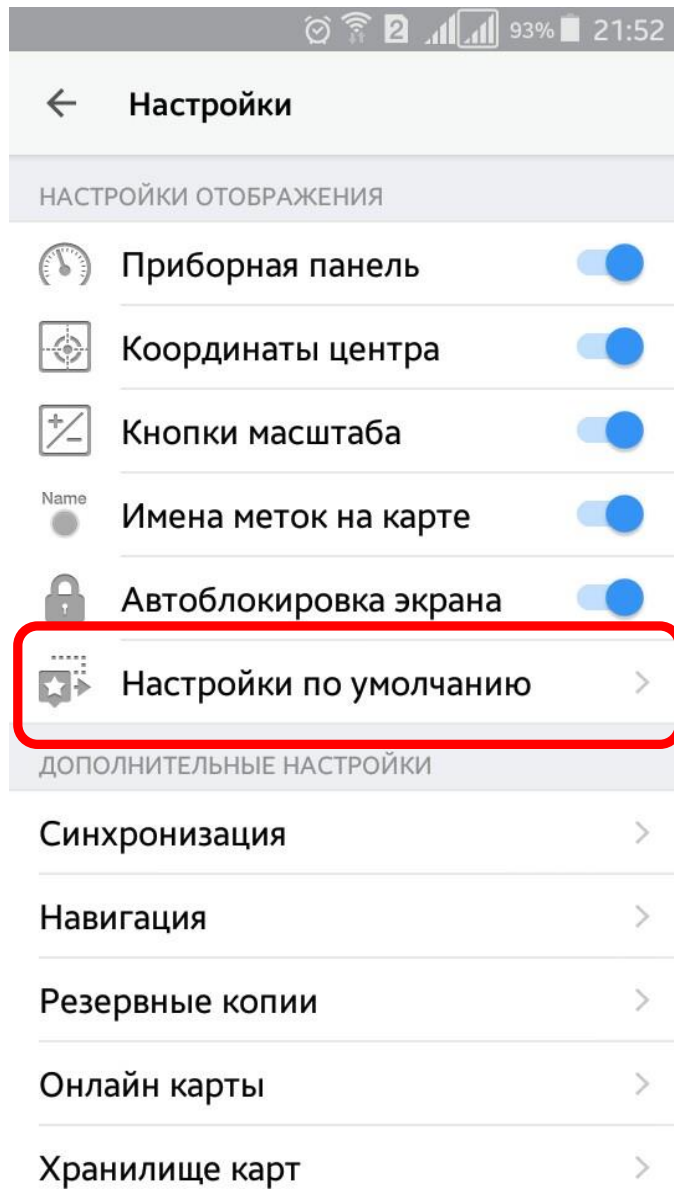 2 93% 21:52
Настройки
НАСТРОЙКИ ОТОБРАЖЕНИЯ
Приборная панель
Координаты центра
+/− Кнопки масштаба
Name
Имена меток на карте
Автоблокировка экрана
Настройки по умолчанию
ДОПОЛНИТЕЛЬНЫЕ НАСТРОЙКИ
Синхронизация
Навигация
Резервные копии
Онлайн карты
Хранилище карт